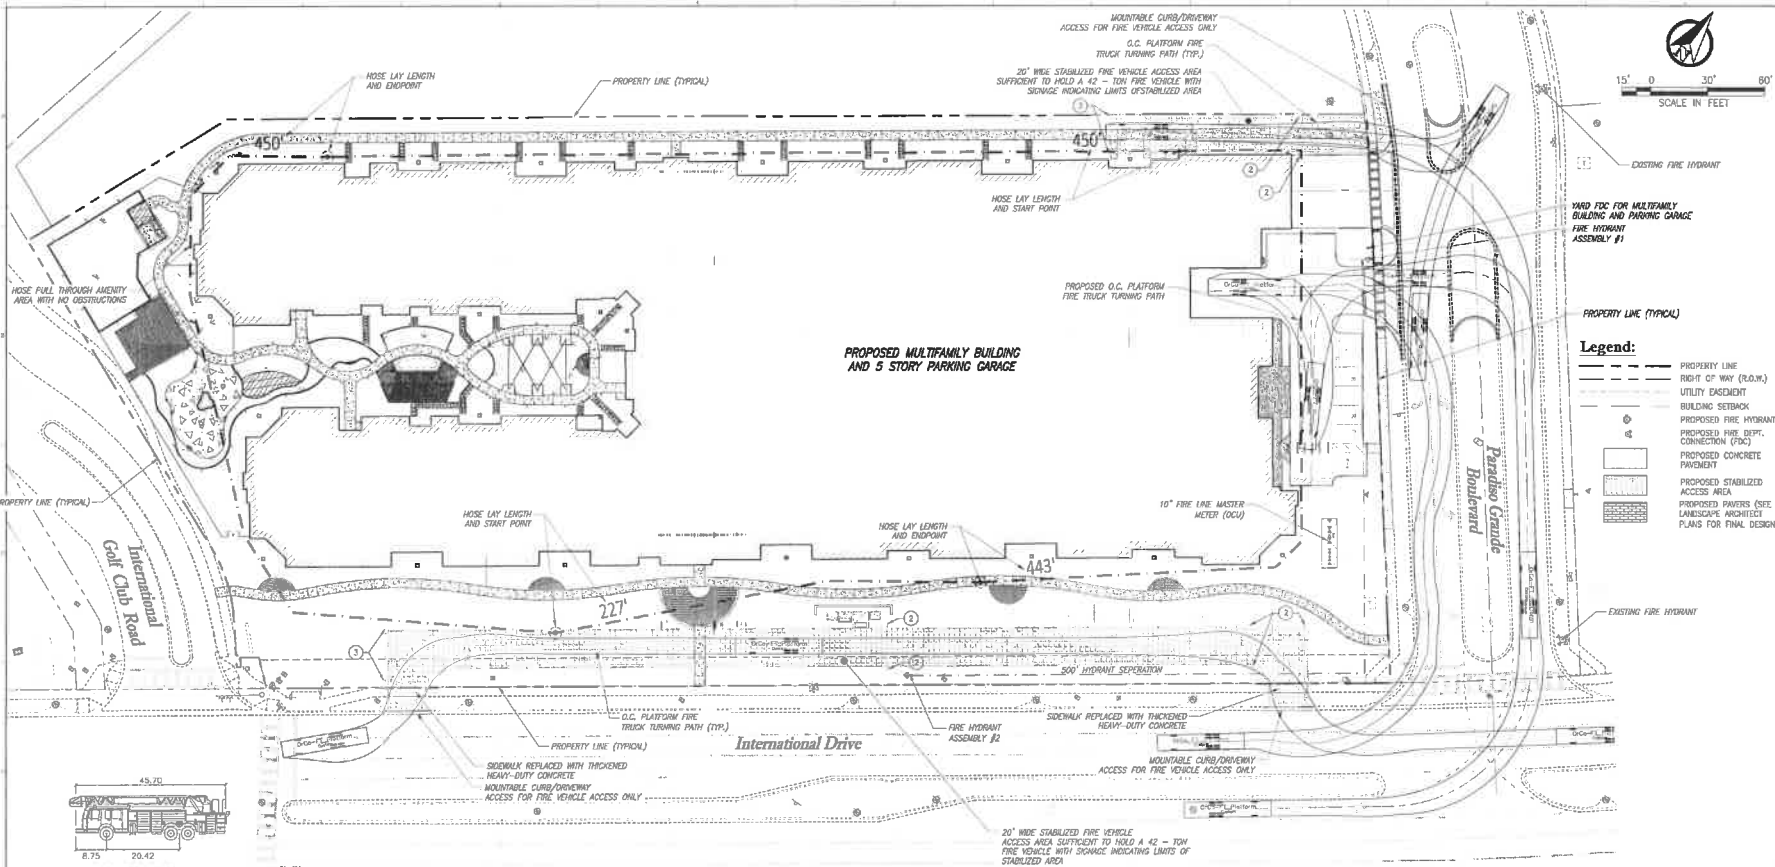 MOUNTABLE CURB/DRIVEWAY
ACCESS FOR FIRE VEHICLE ACCESS ONLY
O.C. PLATFORM FIRE
TRUCK TURNING PATH (TYP.)
20' WIDE STABILIZED FIRE VEHICLE ACCESS AREA
SUFFICIENT TO HOLD A 42 - TON FIRE VEHICLE WITH
SIGNAGE INDICATING LIMITS OFSTABILIZED AREA
HOSE LAY LENGTH
AND ENDPOINT
PROPERTY LINE (TYPICAL)
15' 0 30' 60'
SCALE IN FEET
450'
450'
3
2
2
EXISTING FIRE HYDRANT
HOSE LAY LENGTH
AND START POINT
YARD FDC FOR MULTIFAMILY
BUILDING AND PARKING GARAGE
FIRE HYDRANT
ASSEMBLY #1
HOSE PULL THROUGH AMENITY
AREA WITH NO OBSTRUCTIONS
PROPOSED O.C. PLATFORM
FIRE TRUCK TURNING PATH
PROPERTY LINE (TYPICAL)
PROPOSED MULTIFAMILY BUILDING
AND 5 STORY PARKING GARAGE
Legend:
PROPERTY LINE
RIGHT OF WAY (R.O.W.)
UTILITY EASEMENT
BUILDING SETBACK
PROPOSED FIRE HYDRANT
PROPOSED FIRE DEPT.
CONNECTION (FDC)
PROPOSED CONCRETE
PAVEMENT
PROPOSED STABILIZED
ACCESS AREA
PROPOSED PAVERS (SEE
LANDSCAPE ARCHITECT
PLANS FOR FINAL DESIGN
Paradiso Grande
Boulevard
PROPERTY LINE (TYPICAL)
International
Golf Club Road
HOSE LAY LENGTH
AND START POINT
HOSE LAY LENGTH
AND ENDPOINT
10" FIRE LINE MASTER
METER (OCU)
443'
227'
2
2
3
12
500' HYDRANT SEPERATION
EXISTING FIRE HYDRANT
O.C. PLATFORM FIRE
TRUCK TURNING PATH (TYP.)
PROPERTY LINE (TYPICAL)
International Drive
FIRE HYDRANT
ASSEMBLY #2
SIDEWALK REPLACED WITH THICKENED
HEAVY-DUTY CONCRETE
SIDEWALK REPLACED WITH THICKENED
HEAVY-DUTY CONCRETE
MOUNTABLE CURB/DRIVEWAY
ACCESS FOR FIRE VEHICLE ACCESS ONLY
MOUNTABLE CURB/DRIVEWAY
ACCESS FOR FIRE VEHICLE ACCESS ONLY
45.70
8.75 20.42
20' WIDE STABILIZED FIRE VEHICLE
ACCESS AREA SUFFICIENT TO HOLD A 42 - TON
FIRE VEHICLE WITH SIGNAGE INDICATING LIMITS OF
STABILIZED AREA